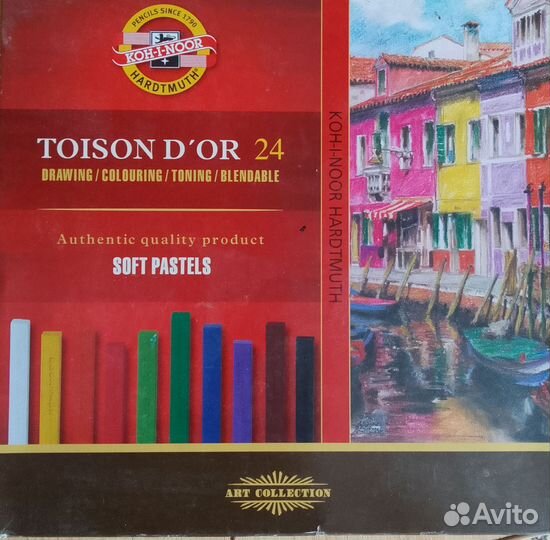 PENCILS SINCE 1790
KOH-I-NOOR
HARDTMUTH
TOISON D´OR 24
DRAWING / COLOURING / TONING / BLENDABLE
Authentic quality product
SOFT PASTELS
KOH-I-NOOR HARDTMUTH
ART COLLECTION
Avito